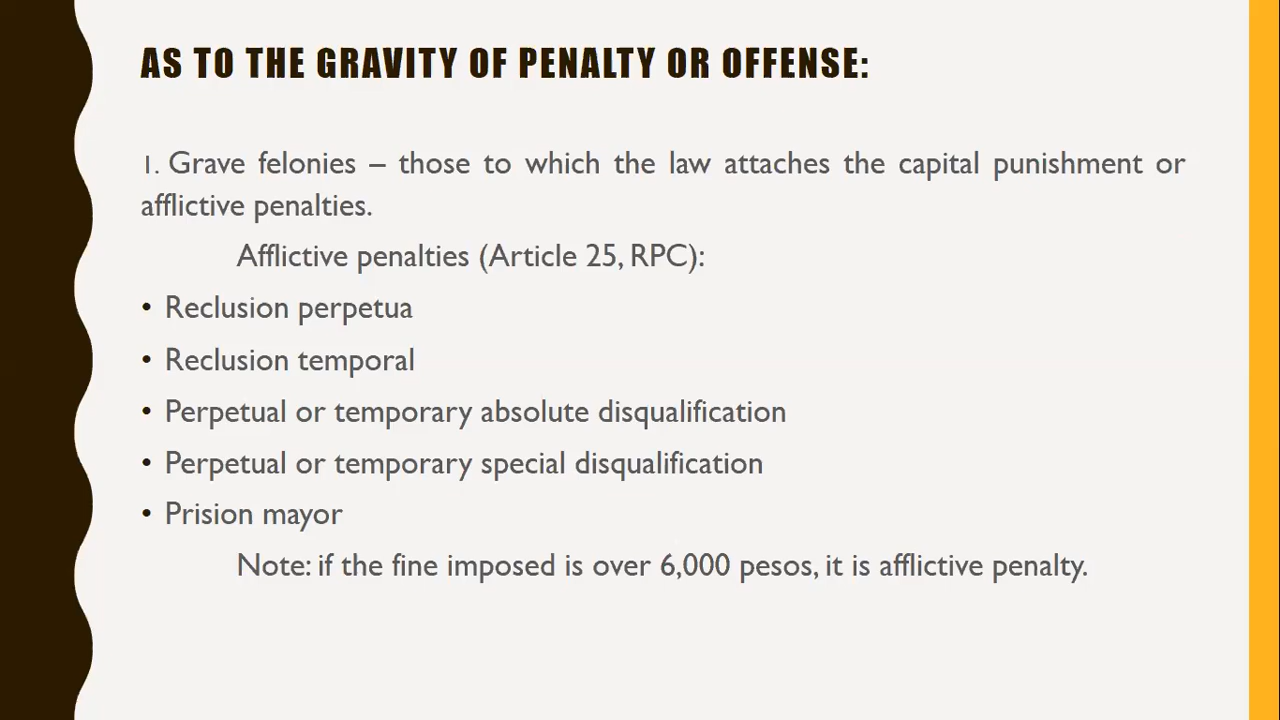 AS TO THE GRAVITY OF PENALTY OR OFFENSE:
1. Grave felonies – those to which the law attaches the capital punishment or
afflictive penalties.
Afflictive penalties (Article 25, RPC):
• Reclusion perpetua
• Reclusion temporal
• Perpetual or temporary absolute disqualification
• Perpetual or temporary special disqualification
• Prision mayor
Note: if the fine imposed is over 6,000 pesos, it is afflictive penalty.